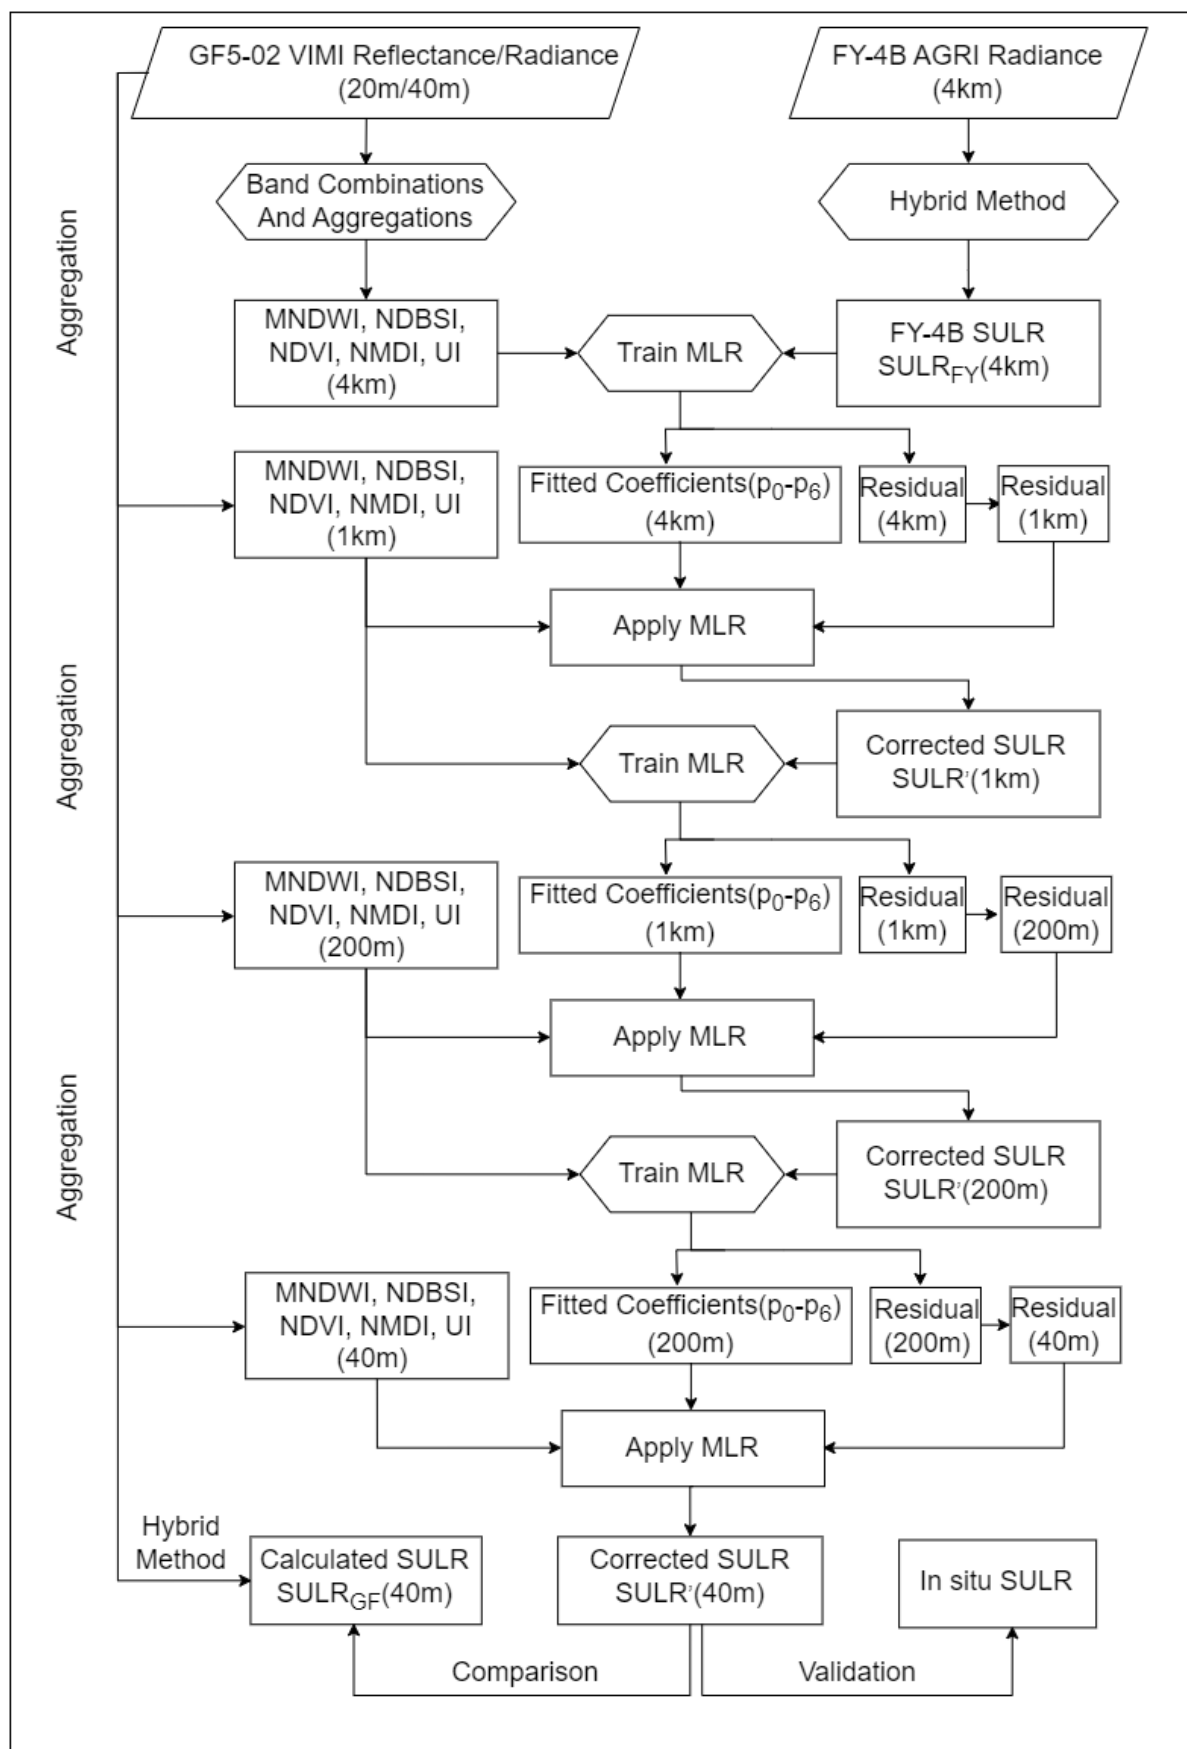 GF5-02 VIMI Reflectance/Radiance
(20m/40m)
FY-4B AGRI Radiance
(4km)
Band Combinations
And Aggregations
Hybrid Method
Aggregation
MNDWI, NDBSI,
NDVI, NMDI, UI
(4km)
Train MLR
FY-4B SULR
SULR_FY(4km)
MNDWI, NDBSI,
NDVI, NMDI, UI
(1km)
Fitted Coefficients(p0-p6)
(4km)
Residual
(4km)
Residual
(1km)
Apply MLR
Aggregation
Train MLR
Corrected SULR
SULR'(1km)
MNDWI, NDBSI,
NDVI, NMDI, UI
(200m)
Fitted Coefficients(p0-p6)
(1km)
Residual
(1km)
Residual
(200m)
Apply MLR
Aggregation
Train MLR
Corrected SULR
SULR'(200m)
MNDWI, NDBSI,
NDVI, NMDI, UI
(40m)
Fitted Coefficients(p0-p6)
(200m)
Residual
(200m)
Residual
(40m)
Apply MLR
Hybrid
Method
Calculated SULR
SULR_GF(40m)
Corrected SULR
SULR'(40m)
In situ SULR
Comparison
Validation